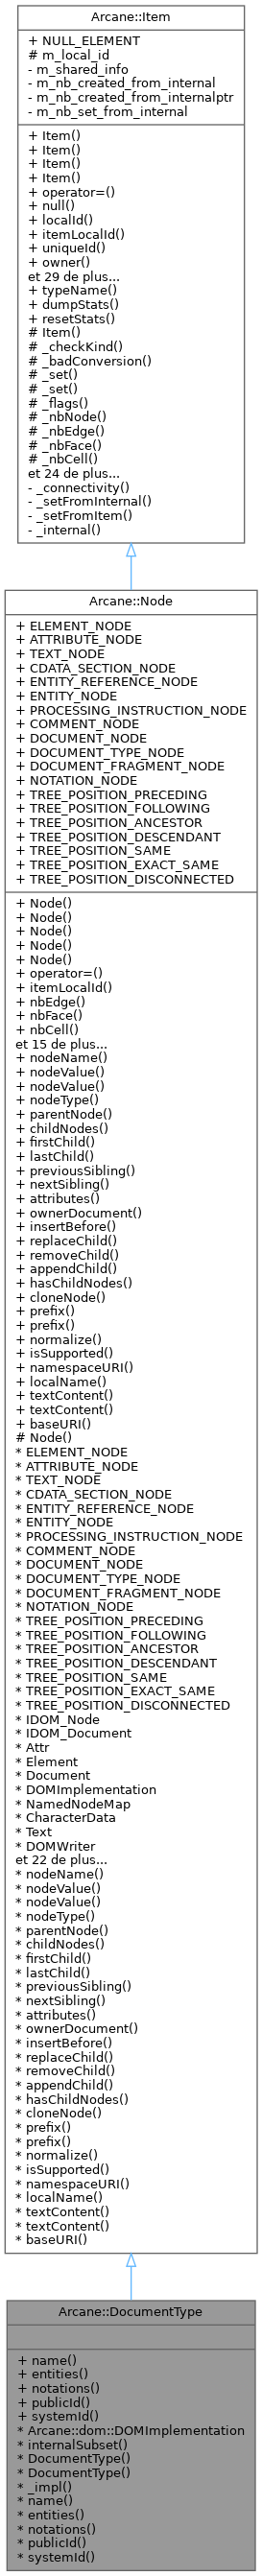 Arcane::Item
+ NULL_ELEMENT
# m_local_id
- m_shared_info
- m_nb_created_from_internal
- m_nb_created_from_internalptr
- m_nb_set_from_internal
+ Item()
+ Item()
+ Item()
+ Item()
+ operator=()
+ null()
+ localId()
+ itemLocalId()
+ uniqueId()
+ owner()
et 29 de plus...
+ typeName()
+ dumpStats()
+ resetStats()
# Item()
# _checkKind()
# _badConversion()
# _set()
# _set()
# _flags()
# _nbNode()
# _nbEdge()
# _nbFace()
# _nbCell()
et 24 de plus...
- _connectivity()
- _setFromInternal()
- _setFromItem()
- _internal()
Arcane::Node
+ ELEMENT_NODE
+ ATTRIBUTE_NODE
+ TEXT_NODE
+ CDATA_SECTION_NODE
+ ENTITY_REFERENCE_NODE
+ ENTITY_NODE
+ PROCESSING_INSTRUCTION_NODE
+ COMMENT_NODE
+ DOCUMENT_NODE
+ DOCUMENT_TYPE_NODE
+ DOCUMENT_FRAGMENT_NODE
+ NOTATION_NODE
+ TREE_POSITION_PRECEDING
+ TREE_POSITION_FOLLOWING
+ TREE_POSITION_ANCESTOR
+ TREE_POSITION_DESCENDANT
+ TREE_POSITION_SAME
+ TREE_POSITION_EXACT_SAME
+ TREE_POSITION_DISCONNECTED
+ Node()
+ Node()
+ Node()
+ Node()
+ Node()
+ operator=()
+ itemLocalId()
+ nbEdge()
+ nbFace()
+ nbCell()
et 15 de plus...
+ nodeName()
+ nodeValue()
+ nodeValue()
+ nodeType()
+ parentNode()
+ childNodes()
+ firstChild()
+ lastChild()
+ previousSibling()
+ nextSibling()
+ attributes()
+ ownerDocument()
+ insertBefore()
+ replaceChild()
+ removeChild()
+ appendChild()
+ hasChildNodes()
+ cloneNode()
+ prefix()
+ prefix()
+ normalize()
+ isSupported()
+ namespaceURI()
+ localName()
+ textContent()
+ textContent()
+ baseURI()
# Node()
* ELEMENT_NODE
* ATTRIBUTE_NODE
* TEXT_NODE
* CDATA_SECTION_NODE
* ENTITY_REFERENCE_NODE
* ENTITY_NODE
* PROCESSING_INSTRUCTION_NODE
* COMMENT_NODE
* DOCUMENT_NODE
* DOCUMENT_TYPE_NODE
* DOCUMENT_FRAGMENT_NODE
* NOTATION_NODE
* TREE_POSITION_PRECEDING
* TREE_POSITION_FOLLOWING
* TREE_POSITION_ANCESTOR
* TREE_POSITION_DESCENDANT
* TREE_POSITION_SAME
* TREE_POSITION_EXACT_SAME
* TREE_POSITION_DISCONNECTED
* IDOM_Node
* IDOM_Document
* Attr
* Element
* Document
* DOMImplementation
* NamedNodeMap
* CharacterData
* Text
* DOMWriter
et 22 de plus...
* nodeName()
* nodeValue()
* nodeValue()
* nodeType()
* parentNode()
* childNodes()
* firstChild()
* lastChild()
* previousSibling()
* nextSibling()
* attributes()
* ownerDocument()
* insertBefore()
* replaceChild()
* removeChild()
* appendChild()
* hasChildNodes()
* cloneNode()
* prefix()
* prefix()
* normalize()
* isSupported()
* namespaceURI()
* localName()
* textContent()
* textContent()
* baseURI()
Arcane::DocumentType
+ name()
+ entities()
+ notations()
+ publicId()
+ systemId()
* Arcane::dom::DOMImplementation
* internalSubset()
* DocumentType()
* DocumentType()
* _impl()
* name()
* entities()
* notations()
* publicId()
* systemId()